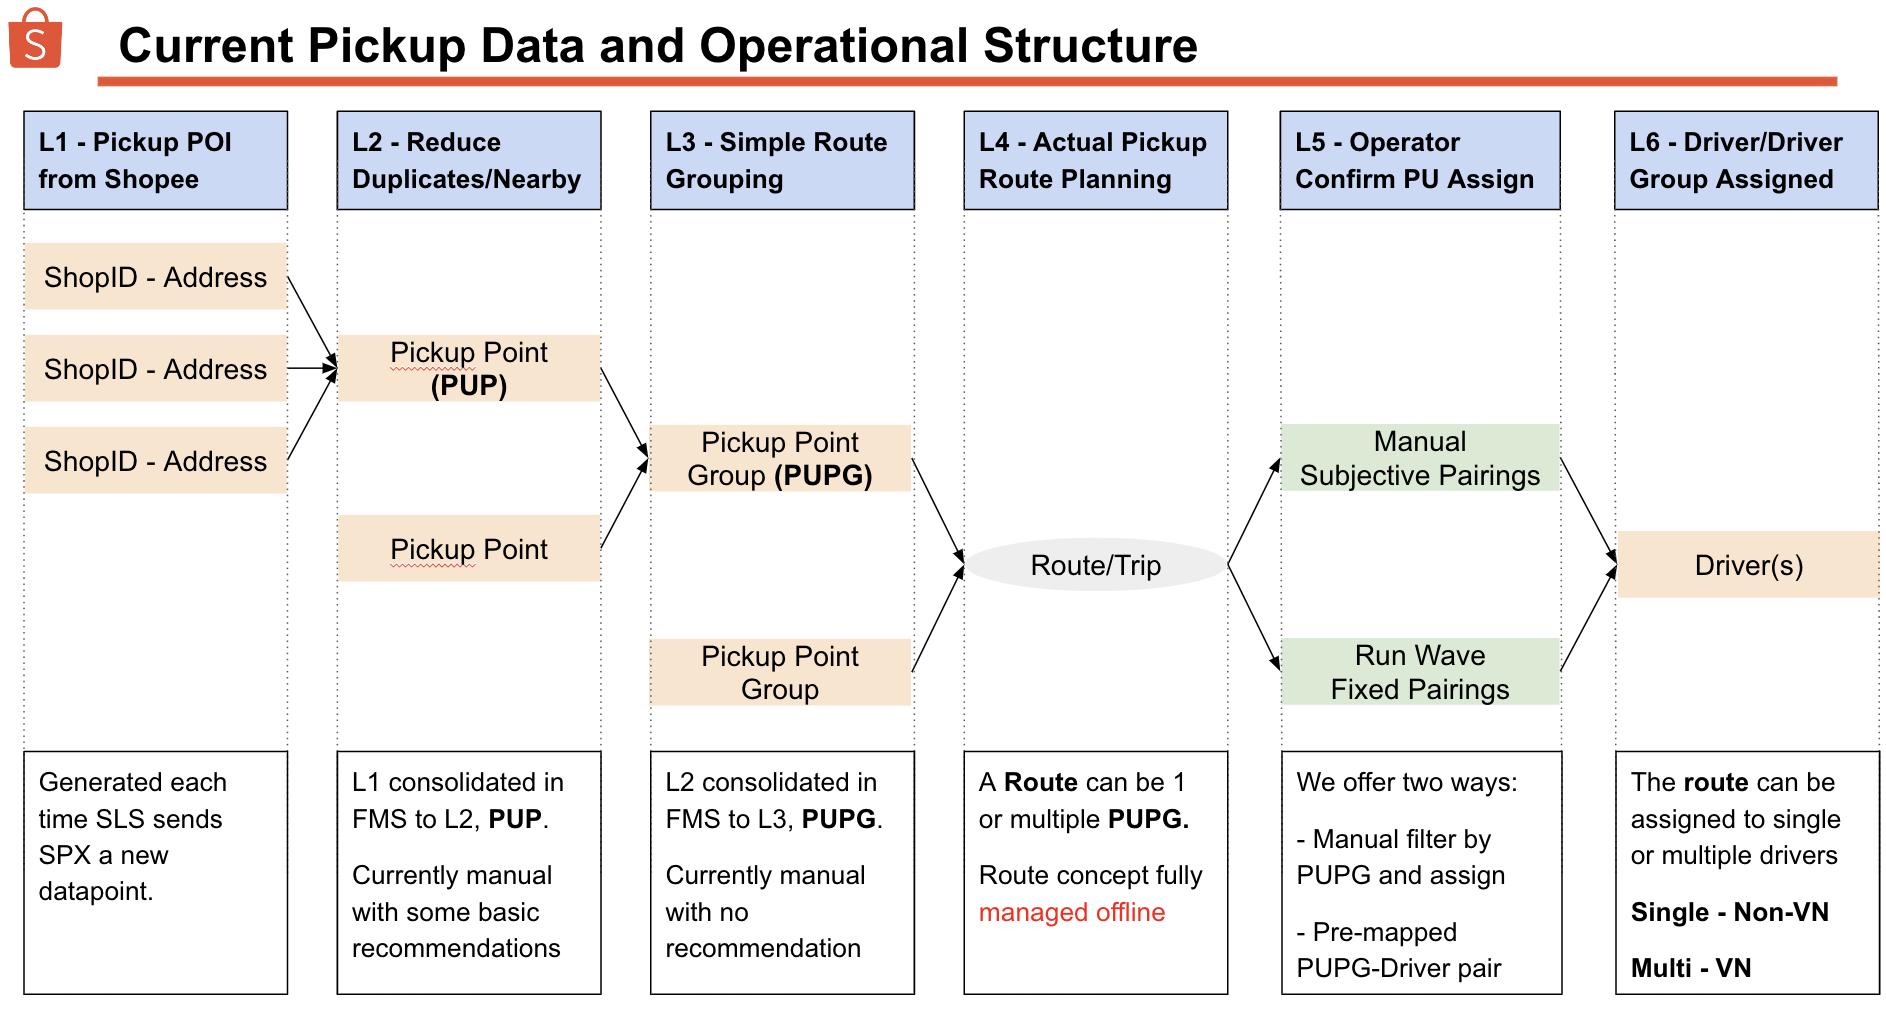 S
Current Pickup Data and Operational Structure
L1 - Pickup POI
from Shopee
L2 - Reduce
Duplicates/Nearby
L3 - Simple Route
Grouping
L4 - Actual Pickup
Route Planning
L5 - Operator
Confirm PU Assign
L6 - Driver/Driver
Group Assigned
ShopID - Address
ShopID - Address
ShopID - Address
Pickup Point
(PUP)
Pickup Point
Pickup Point
Group (PUPG)
Pickup Point
Group
Route/Trip
Manual
Subjective Pairings
Run Wave
Fixed Pairings
Driver(s)
Generated each
time SLS sends
SPX a new
datapoint.
L1 consolidated in
FMS to L2, PUP.
Currently manual
with some basic
recommendations
L2 consolidated in
FMS to L3, PUPG.
Currently manual
with no
recommendation
A Route can be 1
or multiple PUPG.
Route concept fully
managed offline
We offer two ways:
- Manual filter by
PUPG and assign
- Pre-mapped
PUPG-Driver pair
The route can be
assigned to single
or multiple drivers
Single - Non-VN
Multi - VN